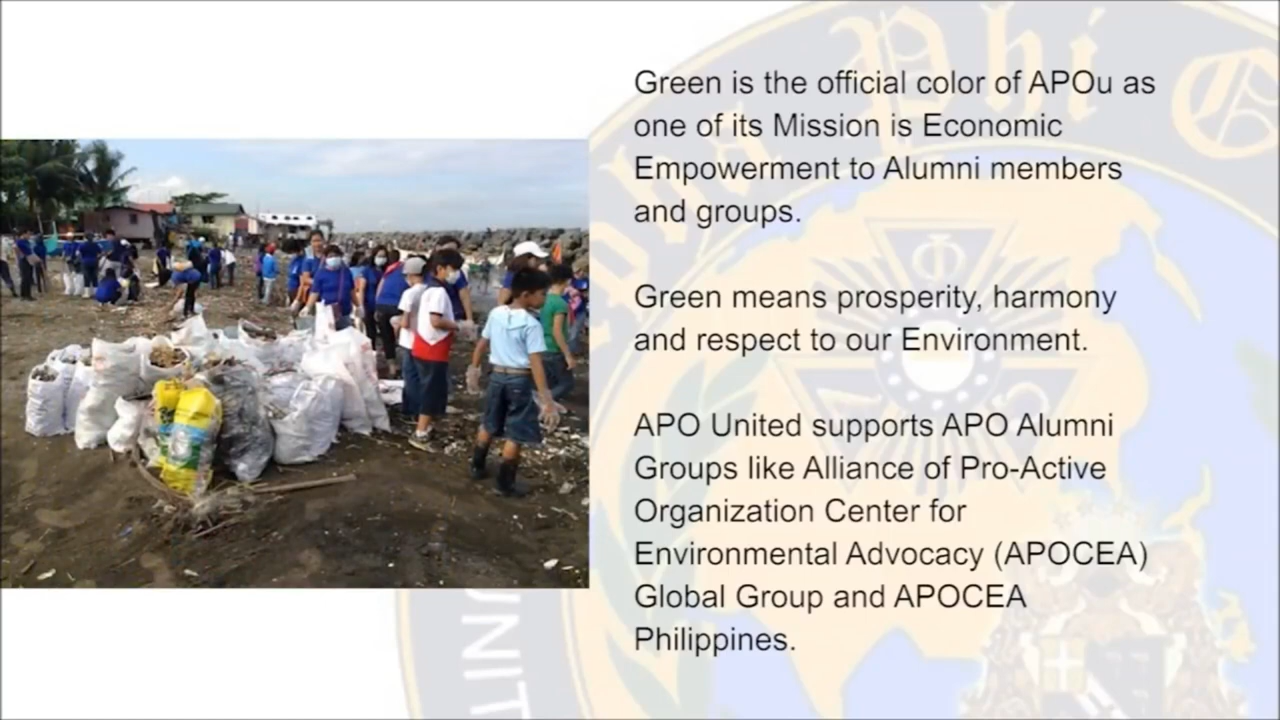 Green is the official color of APOu as
one of its Mission is Economic
Empowerment to Alumni members
and groups.
Green means prosperity, harmony
and respect to our Environment.
APO United supports APO Alumni
Groups like Alliance of Pro-Active
Organization Center for
Environmental Advocacy (APOCEA)
Global Group and APOCEA
Philippines.
Phi
UNIT